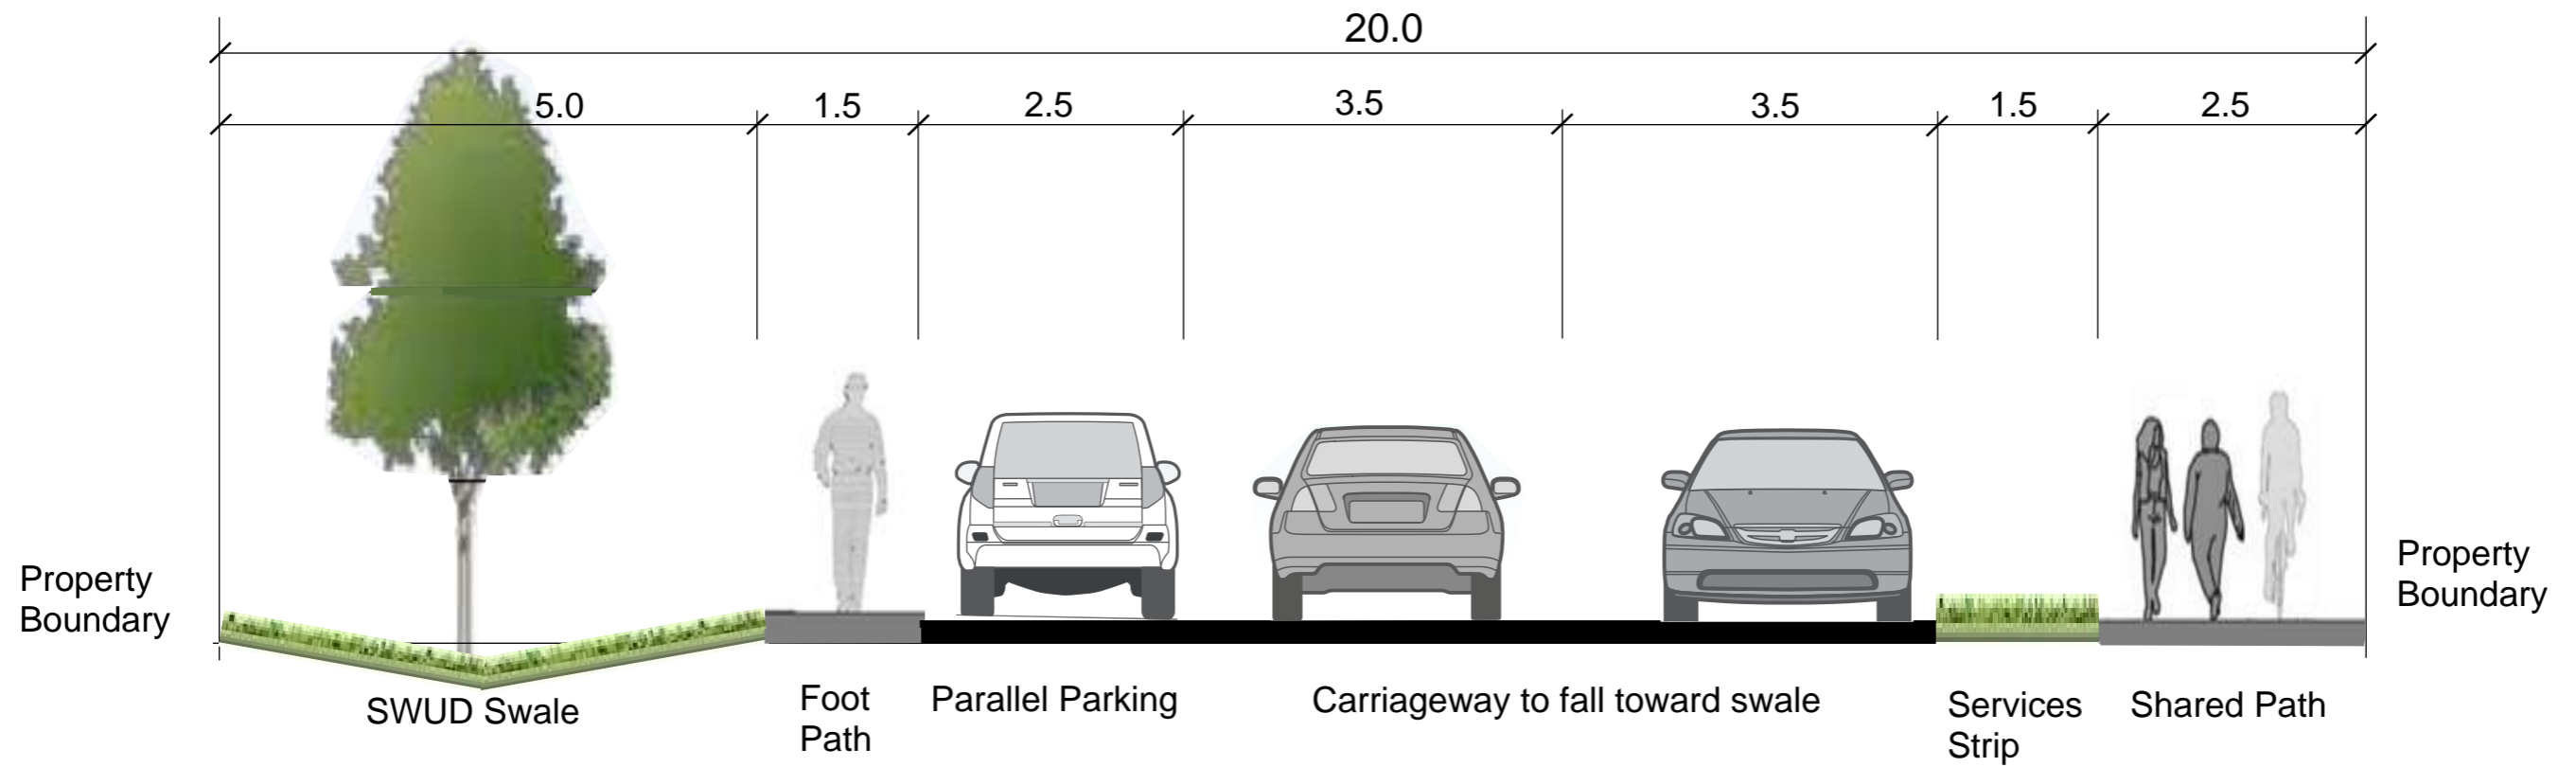 20.0
5.0 1.5 2.5 3.5 3.5 1.5 2.5
Property
Boundary
Property
Boundary
SWUD Swale
Foot
Path
Parallel Parking
Carriageway to fall toward swale
Services
Strip
Shared Path